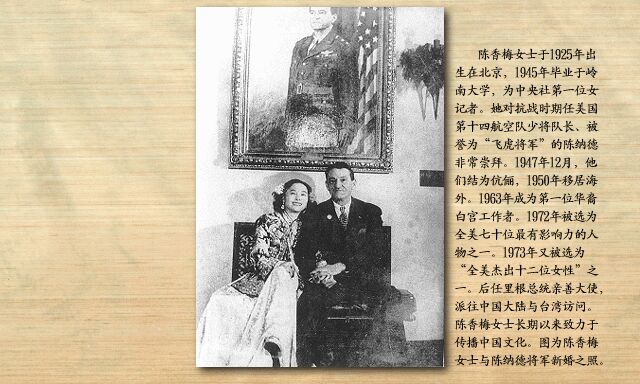 陈香梅女士于1925年出
生在北京，1945年毕业于岭
南大学，为中央社第一位女
记者。她对抗战时期任美国
第十四航空队少将队长、被
誉为“飞虎将军”的陈纳德
非常崇拜。1947年12月，他
们结为伉俪，1950年移居海
外。1963年成为第一位华裔
白宫工作者。1972年被选为
全美七十位最有影响力的人
物之一。1973年又被选为
“全美杰出十二位女性”之
一。后任里根总统亲善大使，
派往中国大陆与台湾访问。
陈香梅女士长期以来致力于
传播中国文化。图为陈香梅
女士与陈纳德将军新婚之照。